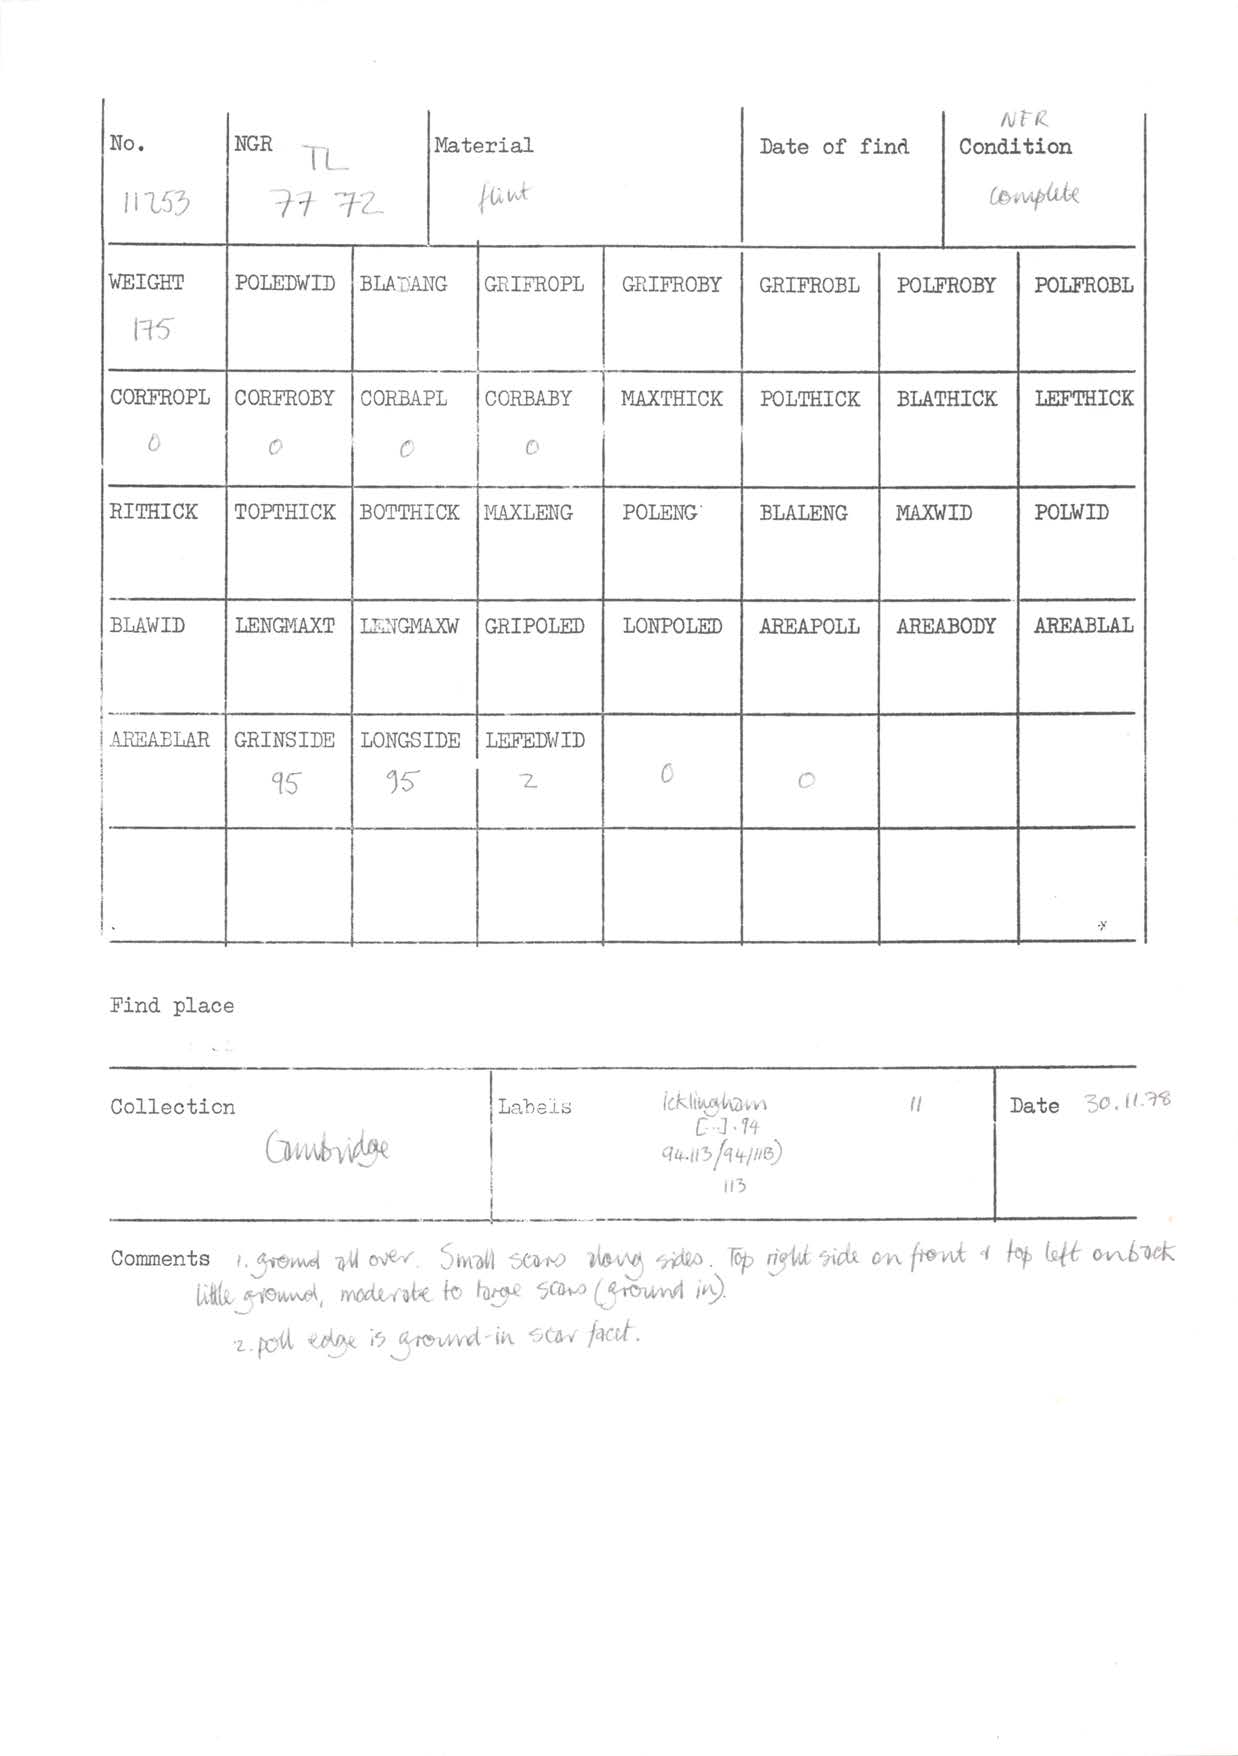 NFR
No. NGR Material Date of find Condition
TL
11253 77 72 flint complete
WEIGHT POLEDWID BLADANG GRIFROPL GRIFROBY GRIFROBL POLFROBY POLFROBL
175
CORFROPL CORFROBY CORBAPL CORBABY MAXTHICK POLTHICK BLATHICK LEFTHICK
0 0 0 0
RITHICK TOPTHICK BOTTHICK MAXLENG POLENG BLALENG MAXWID POLWID
BLAWID LENGMAXT LENGMAXW GRIPOLED LONPOLED AREAPOLL AREABODY AREABLAL
AREABLAR GRINSIDE LONGSIDE LEFEDWID
95 95 2 0 0
Find place
Collection Labels Icklingham 11 Date 30.11.78
[...].94
Cambridge 94.113/94/113)
113
Comments 1. ground all over. Small scars along sides. Top right side on front & top left on back
little ground, moderate to large scars (ground in).
2. poll edge is ground-in scar facet.